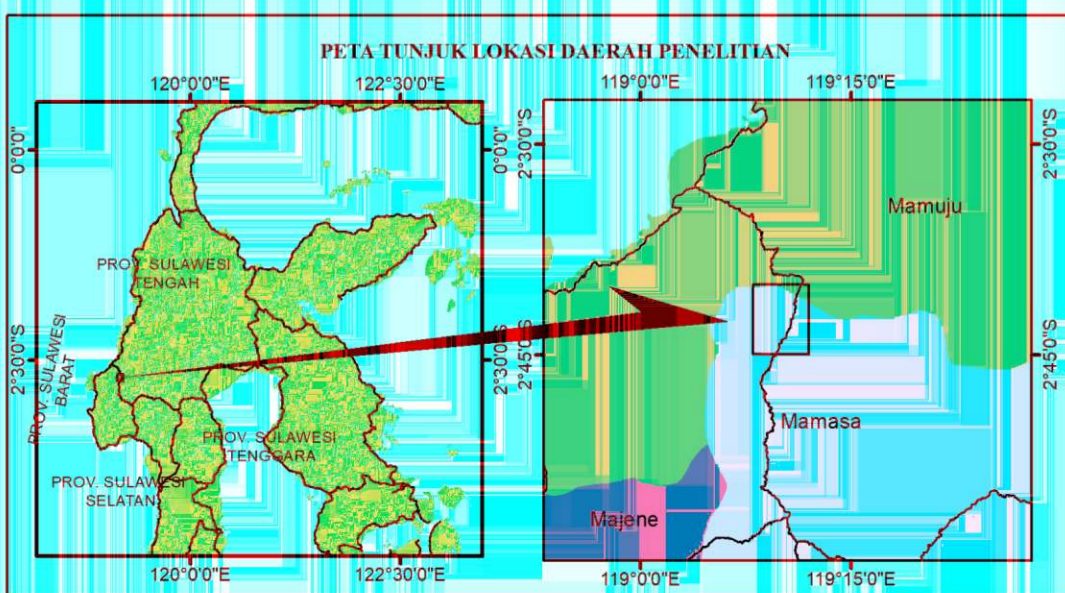 PETA TUNJUK LOKASI DAERAH PENELITIAN
120°0'0"E
122°30'0"E
119°0'0"E
119°15'0"E
0°0'0"
0°0'0"
2°30'0"S
2°30'0"S
Mamuju
PROV. SULAWESI
TENGAH
2°30'0"S
PROV. SULAWESI
BARAT
2°30'0"S
2°45'0"S
2°45'0"S
Mamasa
PROV. SULAWESI
TENGGARA
PROV. SULAWESI
SELATAN
Majene
120°0'0"E
122°30'0"E
119°0'0"E
119°15'0"E